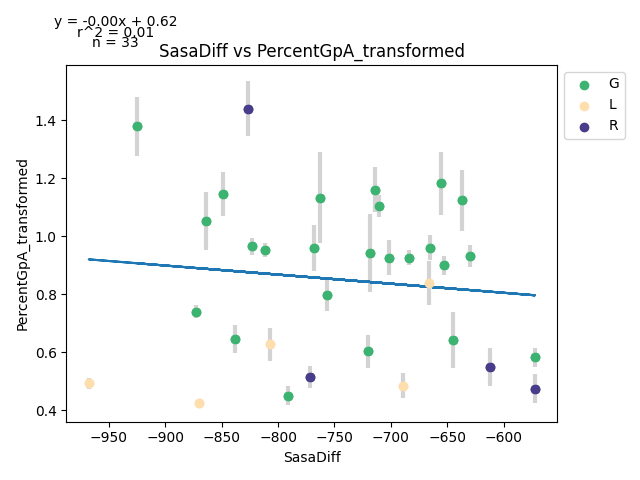 y = -0.00x + 0.62
r^2 = 0.01
n = 33
SasaDiff vs PercentGpA_transformed
G
L
R
PercentGpA_transformed
1.4
1.2
1.0
0.8
0.6
0.4
−950 −900 −850 −800 −750 −700 −650 −600
SasaDiff